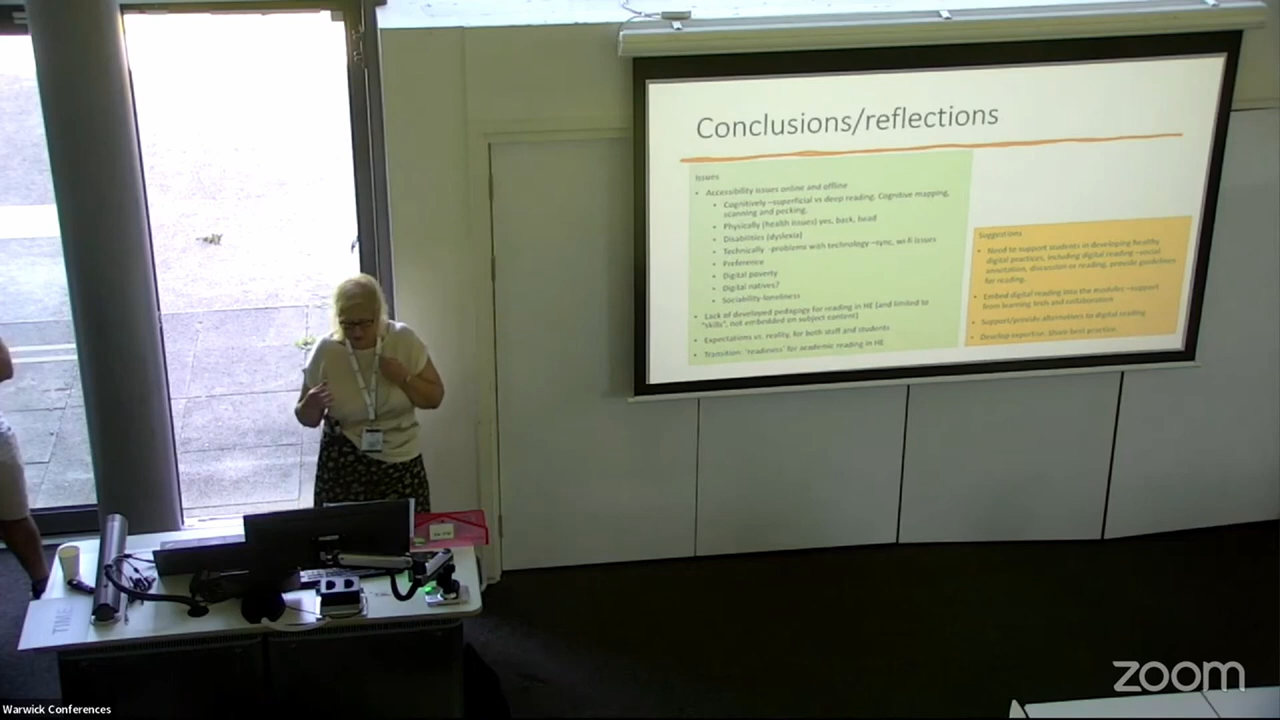 Conclusions/reflections
Issues
• Accessibility issues online and offline
• Cognitively –superficial vs deep reading. Cognitive mapping,
scanning and pecking.
• Physically (health issues) yes, back, head
• Disabilities (dyslexia)
• Technically -problems with technology –sync, wi-fi issues
• Preference
• Digital poverty
• Digital natives?
• Sociability-loneliness
• Lack of developed pedagogy for reading in HE (and limited to
"skills", not embedded on subject content)
• Expectations vs. reality, for both staff and students
• Transition: 'readiness' for academic reading in HE
Suggestions
• Need to support students in developing healthy
digital practices, including digital reading –social
annotation, discussion or reading, provide guidelines
for reading.
• Embed digital reading into the modules –support
from learning tools and collaboration
• Support/provide alternatives to digital reading
• Develop expertise. Share best practice.
TIME
zoom
Warwick Conferences